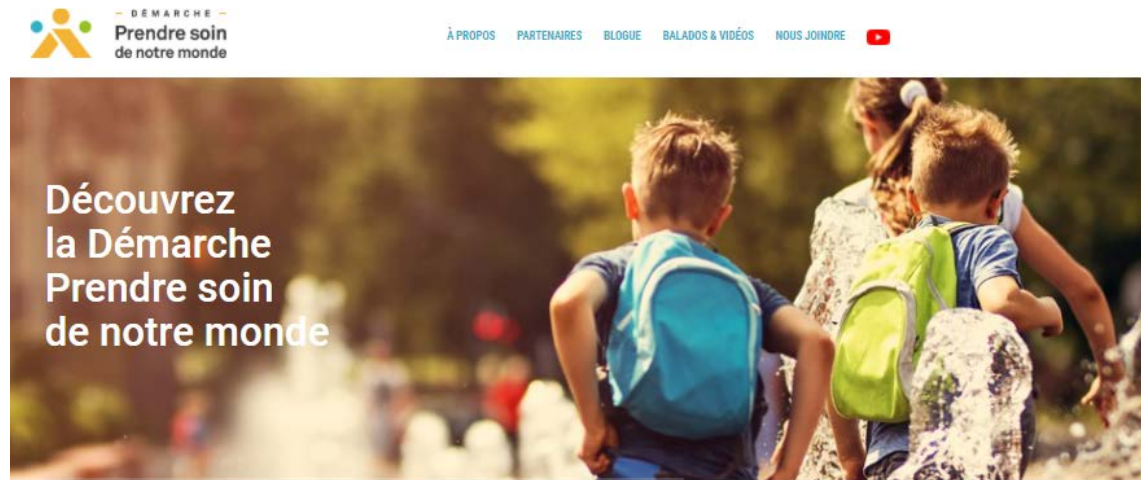 – DÉMARCHE –
Prendre soin
de notre monde
À PROPOS PARTENAIRES BLOGUE BALADOS & VIDÉOS NOUS JOINDRE
Découvrez
la Démarche
Prendre soin
de notre monde